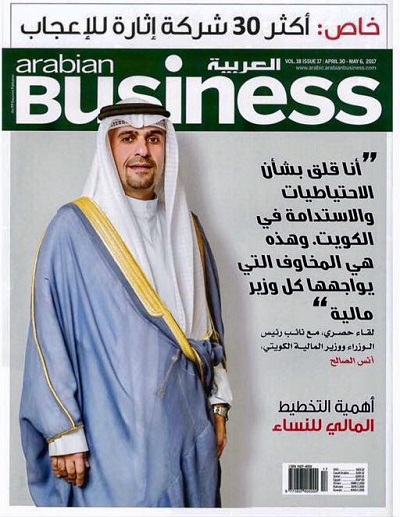 خاص: أكثر 30 شركة إثارة للإعجاب
arabian العربية
VOL.18 ISSUE 17 | APRIL 30 - MAY 6, 2017
www.arabic.arabianbusiness.com
BUSINESS
"أنا قلق بشأن
الاحتياطيات
والاستدامة في
الكويت. وهذه
هي المخاوف التي
يواجهها كل وزير
مالية"
لقاء حصري، مع نائب رئيس
الوزراء ووزير المالية الكويتي،
أنس الصالح
أهمية التخطيط
المالي للنساء